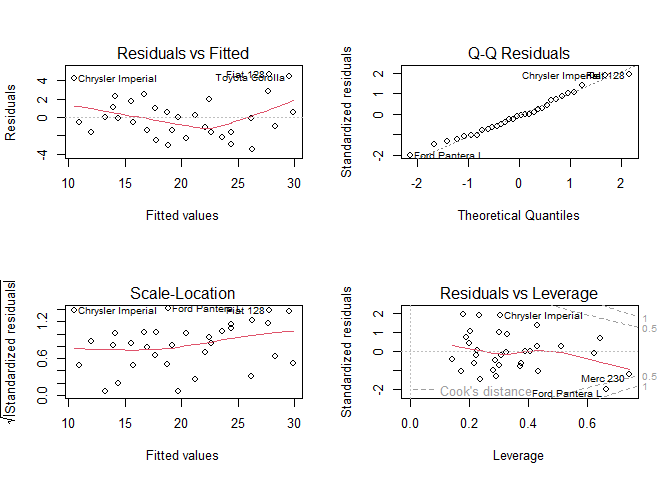 Residuals vs Fitted
Residuals
4
2
0
-4
Chrysler Imperial
Fiat 128
Toyota Corolla
10 15 20 25 30
Fitted values
Q-Q Residuals
Standardized residuals
2
1
0
-2
Chrysler Imperial
128
Ford Pantera L
-2 -1 0 1 2
Theoretical Quantiles
Scale-Location
√|Standardized residuals|
1.2
0.6
0.0
Chrysler Imperial
Ford Pantera L
Fiat 128
10 15 20 25 30
Fitted values
Residuals vs Leverage
Standardized residuals
2
1
0
-2
Chrysler Imperial
Merc 230
Ford Pantera L
Cook's distance
1
0.5
0.5
1
0.0 0.2 0.4 0.6
Leverage